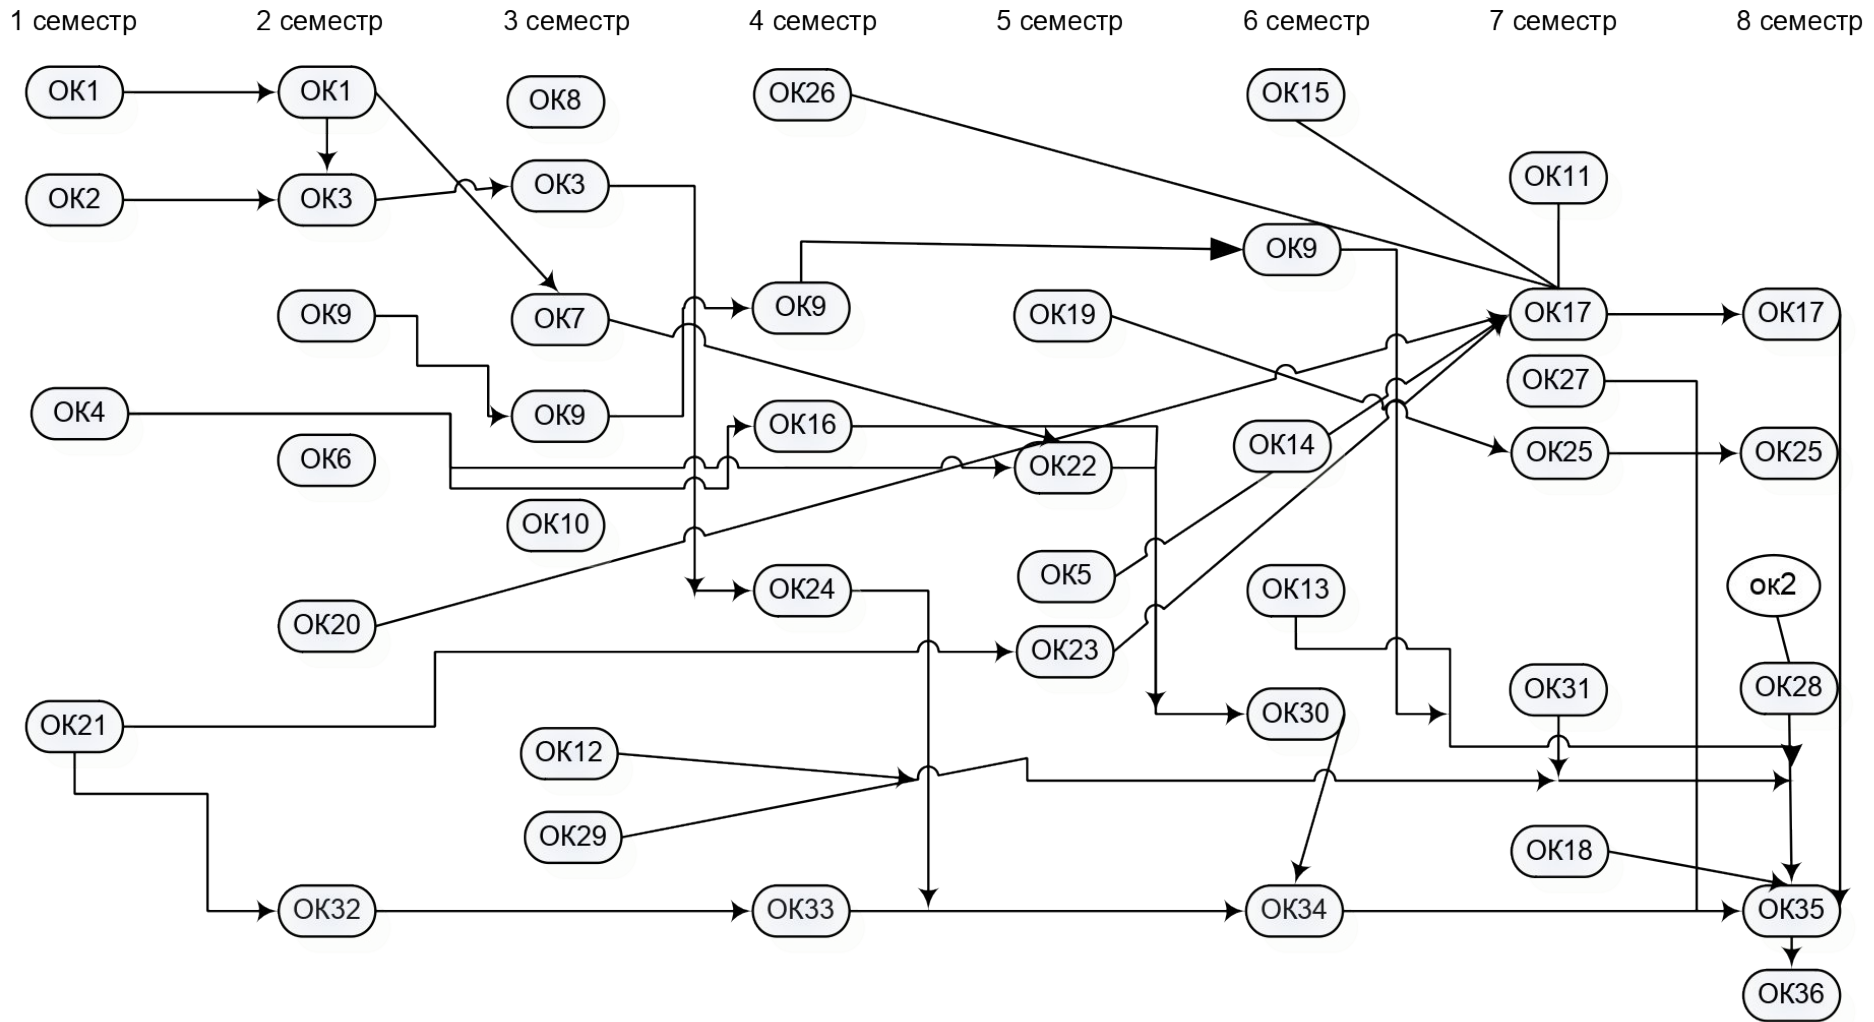 1 семестр 2 семестр 3 семестр 4 семестр 5 семестр 6 семестр 7 семестр 8 семестр
ОК1 ОК1 ОК8 ОК26 ОК15
ОК11
ОК2 ОК3 ОК3
ОК9
ОК9 ОК7 ОК9 ОК19 ОК17 ОК17
ОК27
ОК4 ОК9 ОК16
ОК6 ОК22 ОК14 ОК25 ОК25
ОК10
ОК24 ОК5 ОК13 ок2
ОК20 ОК23
ОК21 ОК30 ОК31 ОК28
ОК12
ОК29 ОК18
ОК32 ОК33 ОК34 ОК35
ОК36